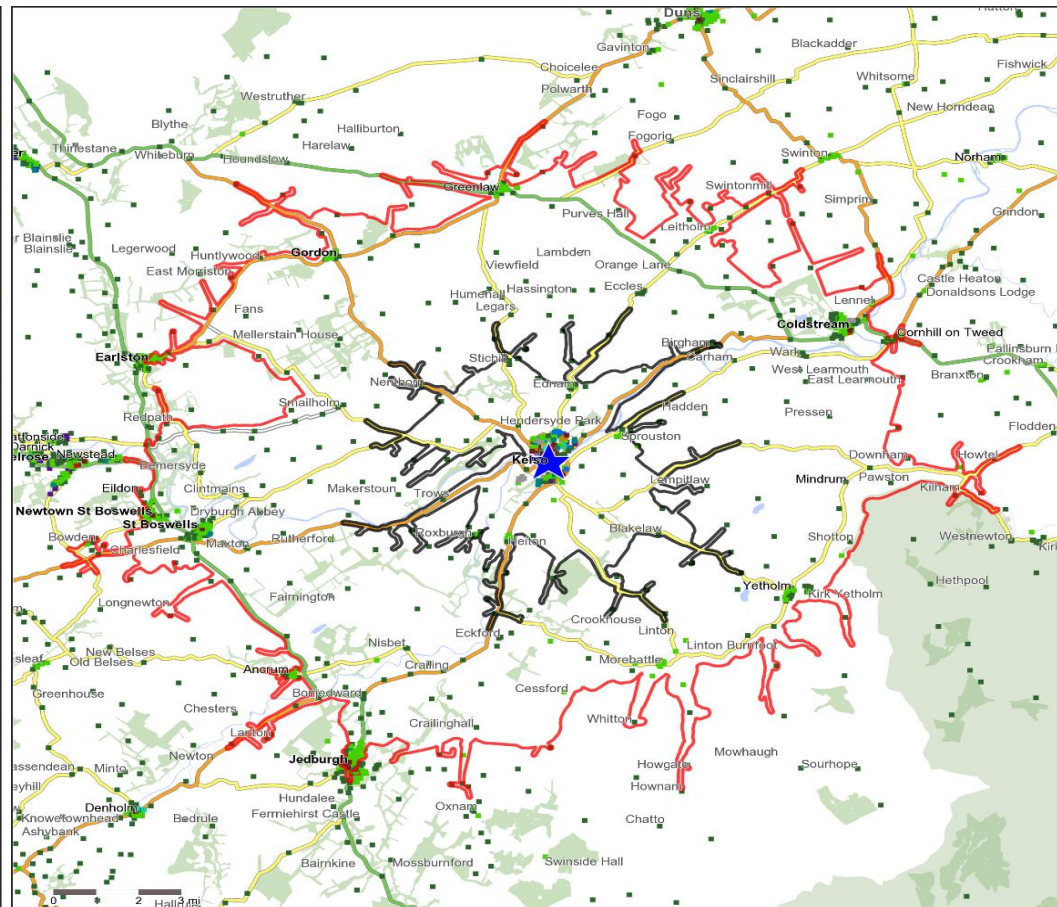 Duns
Gavinton
Blackadder
Choicelee
Fishwick
Sinclairshill
Whitsome
Polwarth
Westruther
New Horndean
Fogo
Blythe
Halliburton
Fogorig
Thirlestane
Harelaw
Whiteburn
Houndslow
Swinton
Norham
Greenlaw
Swintonmill
Simprim
Purves Hall
Grindon
Leitholm
Blainslie
Blainslie
Legerwood
Huntlywood
Gordon
Lambden
Viewfield
Orange Lane
East Morriston
Castle Heaton
Hassington
Eccles
Donaldsons Lodge
Humehall
Lennel
Legars
Fans
Coldstream
Cornhill on Tweed
Mellerstain House
Birgham
Earlston
Stichill
Carham
Wark
Crookham
West Learmouth
East Learmouth
Branxton
Nenthorn
Ednam
Smailholm
Hadden
Redpath
Hendersyde Park
Pressen
Flodden
Sprouston
Darnick
Newstead
Bemersyde
Kelso
Downham
Howtel
Lempitlaw
Mindrum
Pawston
Eildon
Clintmains
Makerstoun
Trows
Kilham
Newtown St Boswells
Dryburgh Abbey
St Boswells
Blakelaw
Roxburgh
Bowden
Rutherford
Heiton
Shotton
Westnewton
Maxton
Charlesfield
Yetholm
Hethpool
Kirk Yetholm
Fairnington
Longnewton
Crookhouse
Eckford
Linton
Nisbet
Linton Burnfoot
New Belses
Old Belses
Morebattle
Ancrum
Crailing
Cessford
Greenhouse
Bonjedward
Chesters
Whitton
Crailinghall
Lanton
Newton
Mowhaugh
Jedburgh
Minto
Howgate
Sourhope
Hownam
Hundalee
Denholm
Oxnam
Knowetownhead
Bedrule
Ferniehirst Castle
Chatto
Ashybank
Bairnkine
Mossburnford
Swinside Hall
0 1 2 3 mi